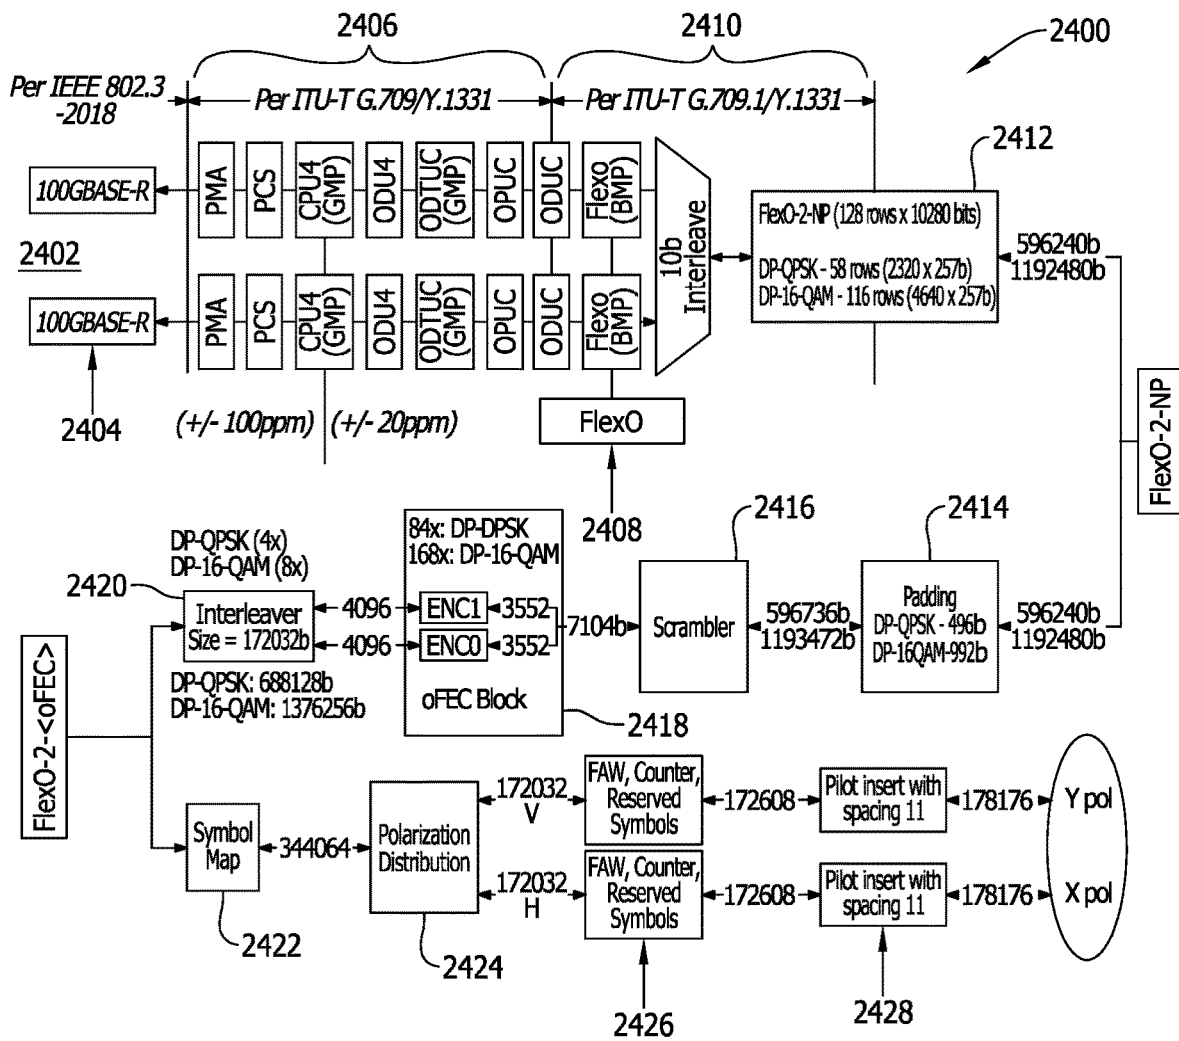 2406
2410
2400
Per IEEE 802.3
-2018
Per ITU-T G.709/Y.1331
Per ITU-T G.709.1/Y.1331
2412
100GBASE-R
PMA
PCS
CPU4
(GMP)
ODU4
ODTUC
(GMP)
OPUC
ODUC
Flexo
(BMP)
10b
Interleave
FlexO-2-NP (128 rows x 10280 bits)
DP-QPSK - 58 rows (2320 x 257b)
DP-16-QAM - 116 rows (4640 x 257b)
596240b
1192480b
2402
100GBASE-R
PMA
PCS
CPU4
(GMP)
ODU4
ODTUC
(GMP)
OPUC
ODUC
Flexo
(BMP)
2404
(+/- 100ppm)
(+/- 20ppm)
FlexO
2408
FlexO-2-NP
2416
2414
DP-QPSK (4x)
DP-16-QAM (8x)
2420
Interleaver
Size = 172032b
DP-QPSK: 688128b
DP-16-QAM: 1376256b
4096
4096
84x: DP-DPSK
168x: DP-16-QAM
ENC1
3552
ENC0
3552
oFEC Block
2418
7104b
Scrambler
596736b
1193472b
Padding
DP-QPSK - 496b
DP-16QAM-992b
596240b
1192480b
FlexO-2-<oFEC>
Symbol
Map
2422
344064
Polarization
Distribution
2424
172032
V
FAW, Counter,
Reserved
Symbols
172608
Pilot insert with
spacing 11
178176
Y pol
172032
H
FAW, Counter,
Reserved
Symbols
172608
Pilot insert with
spacing 11
178176
X pol
2426
2428